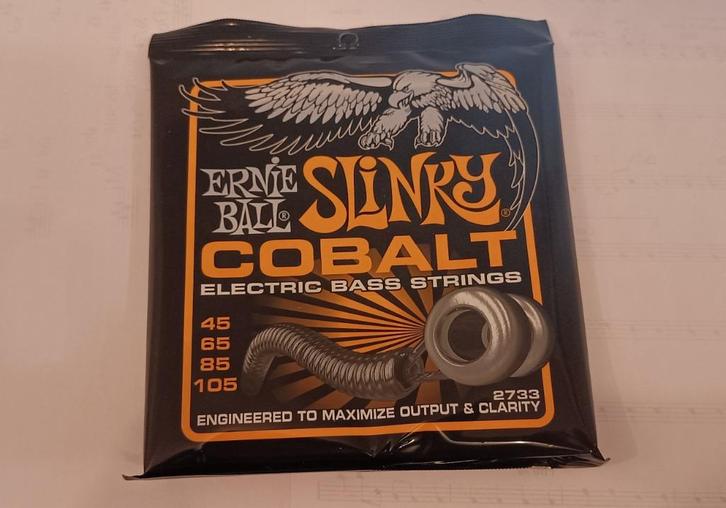 ERNIE BALL® SLINKY®
COBALT
ELECTRIC BASS STRINGS
45
65
85
105
2733
ENGINEERED TO MAXIMIZE OUTPUT & CLARITY